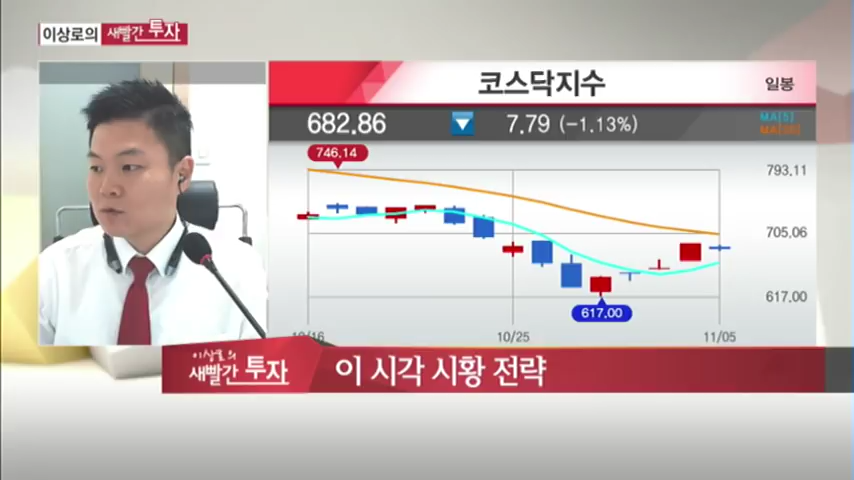 이상로의 새빨간 투자
코스닥지수
일봉
682.86 ▼ 7.79 (-1.13%)
MA[5]
746.14
793.11
705.06
617.00
617.00
10/25
11/05
이상로의
새빨간 투자
이 시각 시황 전략